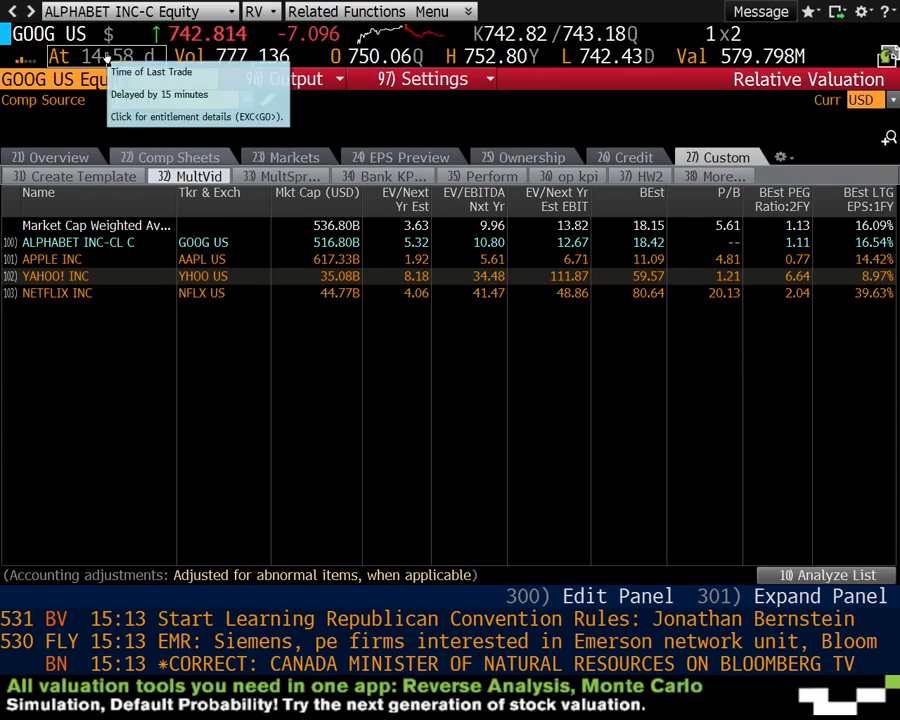 ALPHABET INC-C Equity RV Related Functions Menu Message
GOOG US $ ↑ 742.814 -7.096 K742.82 /743.18Q 1x2
At 14:58 d Vol 777,136 O 750.06Q H 752.80Y L 742.43D Val 579.798M
GOOG US Equ 96) Output 97) Settings Relative Valuation
Time of Last Trade
Delayed by 15 minutes
Click for entitlement details (EXC<GO>).
Comp Source Curr USD
21) Overview 22) Comp Sheets 23) Markets 24) EPS Preview 25) Ownership 26) Credit 27) Custom
31) Create Template 32) MultVid 33) MultSpr... 34) Bank KP... 35) Perform 36) op kpi 37) HW2 38) More...
Name Tkr & Exch Mkt Cap (USD) EV/Next Yr Est EV/EBITDA Nxt Yr EV/Next Yr Est EBIT BEst P/B BEst PEG Ratio:2FY BEst LTG EPS:1FY
Market Cap Weighted Av... 536.80B 3.63 9.96 13.82 18.15 5.61 1.13 16.09%
100) ALPHABET INC-CL C GOOG US 516.80B 5.32 10.80 12.67 18.42 -- 1.11 16.54%
101) APPLE INC AAPL US 617.33B 1.92 5.61 6.71 11.09 4.81 0.77 14.42%
102) YAHOO! INC YHOO US 35.08B 8.18 34.48 111.87 59.57 1.21 6.64 8.97%
103) NETFLIX INC NFLX US 44.77B 4.06 41.47 48.86 80.64 20.13 2.04 39.63%
(Accounting adjustments: Adjusted for abnormal items, when applicable) 10) Analyze List
300) Edit Panel 301) Expand Panel
531 BV 15:13 Start Learning Republican Convention Rules: Jonathan Bernstein
530 FLY 15:13 EMR: Siemens, pe firms interested in Emerson network unit, Bloom
BN 15:13 *CORRECT: CANADA MINISTER OF NATURAL RESOURCES ON BLOOMBERG TV
All valuation tools you need in one app: Reverse Analysis, Monte Carlo
Simulation, Default Probability! Try the next generation of stock valuation.